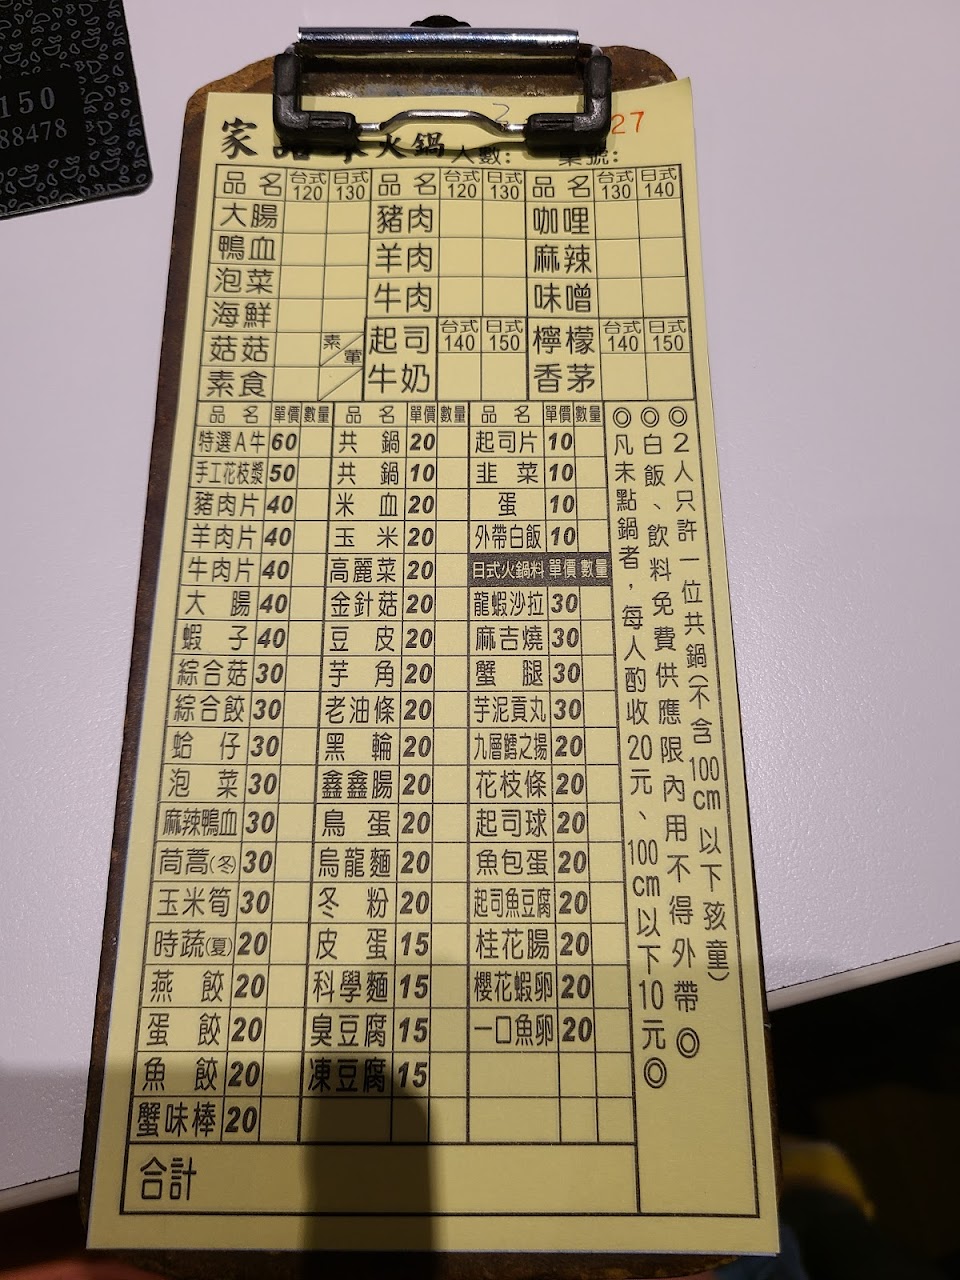 150
88478
27
家 火鍋 人數: 桌號:
品名 台式120 日式130 品名 台式120 日式130 品名 台式130 日式140
大腸 豬肉 咖哩
鴨血 羊肉 麻辣
泡菜 牛肉 味噌
海鮮 起司牛奶 台式140 日式150 檸檬香茅 台式140 日式150
菇菇 素 葷
素食
品名 單價 數量 品名 單價 數量 品名 單價 數量
特選A牛 60 共鍋 20 起司片 10
手工花枝漿 50 共鍋 10 韭菜 10
豬肉片 40 米血 20 蛋 10
羊肉片 40 玉米 20 外帶白飯 10
牛肉片 40 高麗菜 20 日式火鍋料 單價 數量
大腸 40 金針菇 20 龍蝦沙拉 30
蝦子 40 豆皮 20 麻吉燒 30
綜合菇 30 芋角 20 蟹腿 30
綜合餃 30 老油條 20 芋泥貢丸 30
蛤仔 30 黑輪 20 九層鱈之揚 20
泡菜 30 鑫鑫腸 20 花枝條 20
麻辣鴨血 30 鳥蛋 20 起司球 20
茼蒿(冬) 30 烏龍麵 20 魚包蛋 20
玉米筍 30 冬粉 20 起司魚豆腐 20
時蔬(夏) 20 皮蛋 15 桂花腸 20
燕餃 20 科學麵 15 櫻花蝦卵 20
蛋餃 20 臭豆腐 15 一口魚卵 20
魚餃 20 凍豆腐 15
蟹味棒 20
合計
◎2人只許一位共鍋(不含100cm以下孩童)
◎白飯、飲料免費供應限內用不得外帶◎
◎凡未點鍋者，每人酌收20元、100cm以下10元◎